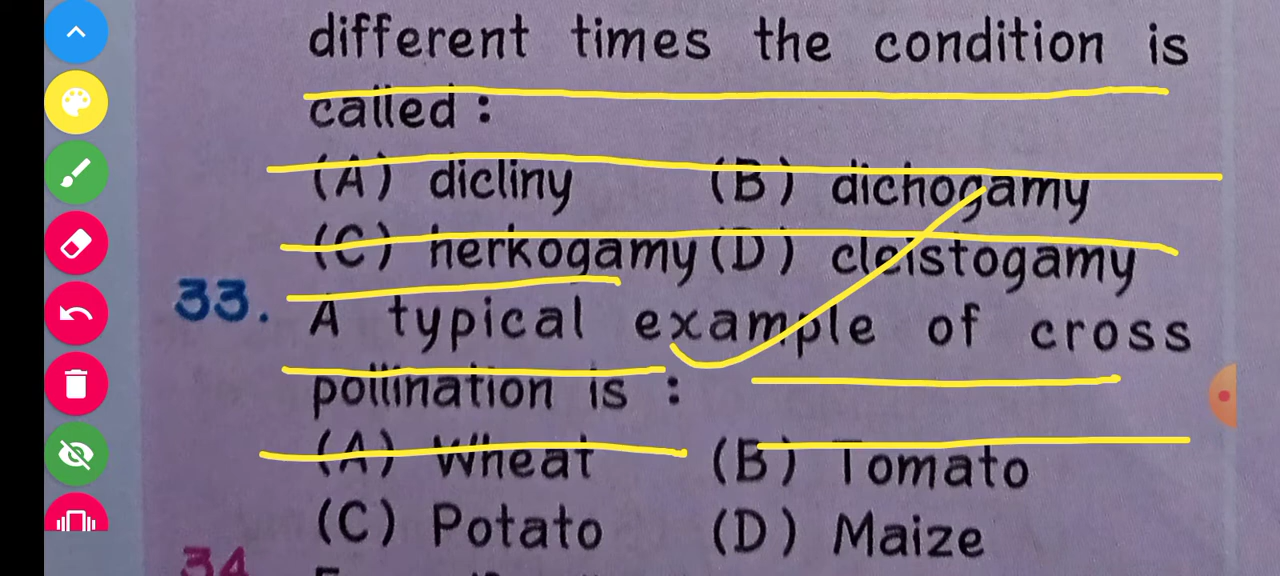 different times the condition is
called :
(A) dicliny (B) dichogamy
(C) herkogamy (D) cleistogamy
33. A typical example of cross
pollination is :
(A) Wheat (B) Tomato
(C) Potato (D) Maize
34